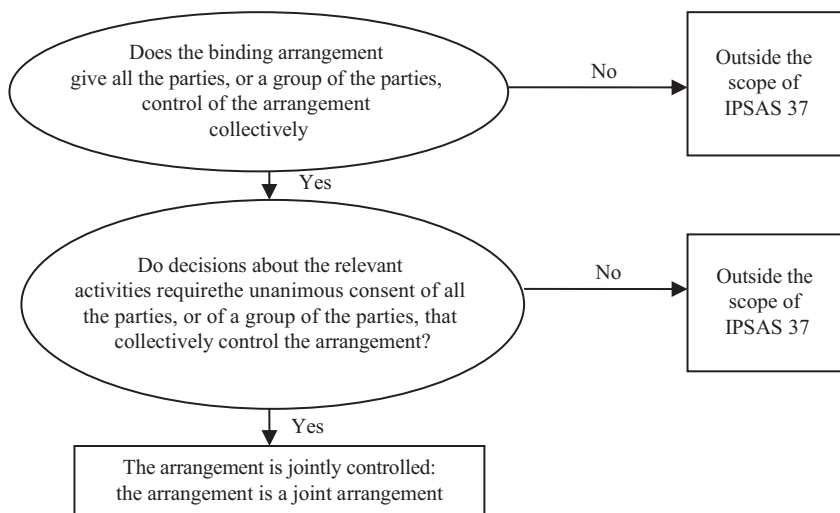 Does the binding arrangement
give all the parties, or a group of the parties,
control of the arrangement
collectively
No
Outside the
scope of
IPSAS 37
Yes
Do decisions about the relevant
activities requirethe unanimous consent of all
the parties, or of a group of the parties, that
collectively control the arrangement?
No
Outside the
scope of
IPSAS 37
Yes
The arrangement is jointly controlled:
the arrangement is a joint arrangement